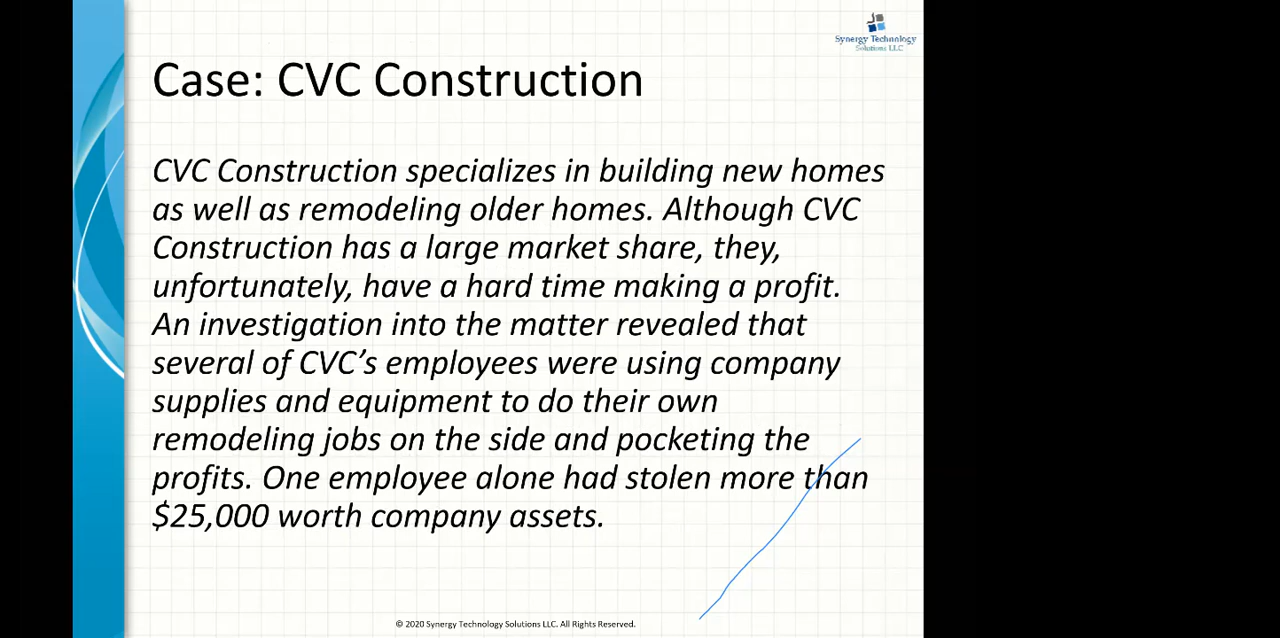 Synergy Technology
Solutions LLC
Case: CVC Construction
CVC Construction specializes in building new homes
as well as remodeling older homes. Although CVC
Construction has a large market share, they,
unfortunately, have a hard time making a profit.
An investigation into the matter revealed that
several of CVC’s employees were using company
supplies and equipment to do their own
remodeling jobs on the side and pocketing the
profits. One employee alone had stolen more than
$25,000 worth company assets.
© 2020 Synergy Technology Solutions LLC. All Rights Reserved.